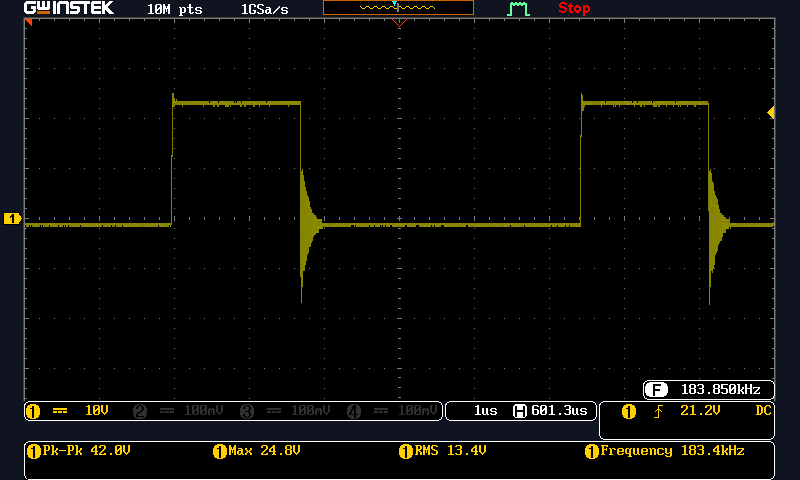 GWINSTEK 10M pts 1GSa/s Stop
1
F 183.850kHz
1 10V 2 100mV 3 100mV 4 100mV 1us H 601.3us 1 21.2V DC
1 Pk-Pk 42.0V 1 Max 24.8V 1 RMS 13.4V 1 Frequency 183.4kHz